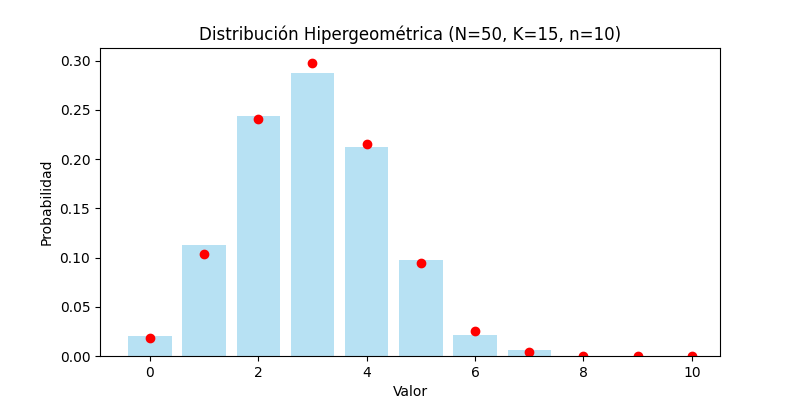 Distribución Hipergeométrica (N=50, K=15, n=10)
0.30
0.25
0.20
0.15
0.10
0.05
0.00
Probabilidad
0 2 4 6 8 10
Valor